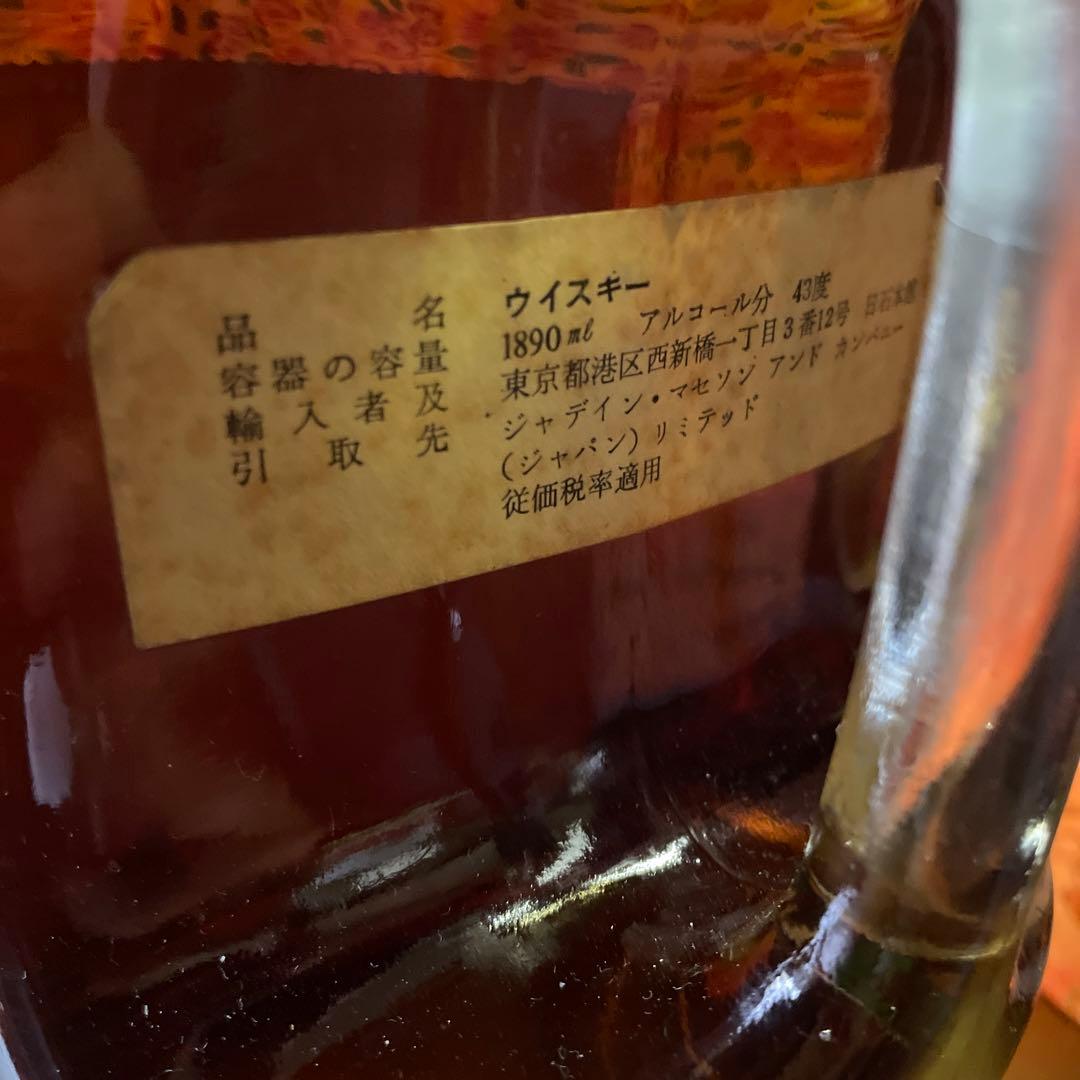 品名 ウイスキー
容器の容量 1890ml アルコール分 43度
輸入者及 東京都港区西新橋一丁目3番12号 日石本館
引取先 ジャデイン・マセソン アンド カンパニー
(ジャパン) リミテッド
従価税率適用